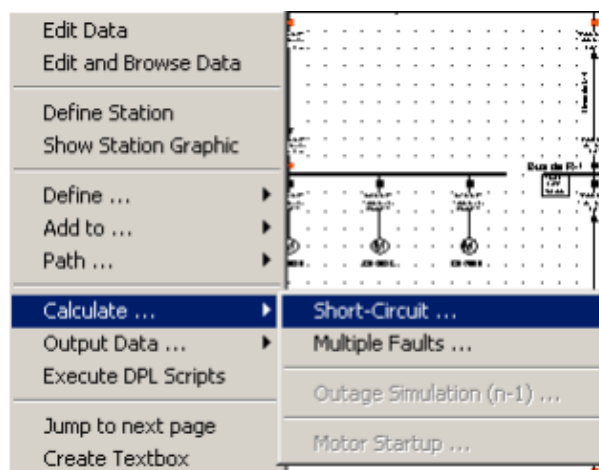 Edit Data
Edit and Browse Data
Define Station
Show Station Graphic
Define ...
Add to ...
Path ...
Calculate ...
Output Data ...
Execute DPL Scripts
Jump to next page
Create Textbox
Short-Circuit ...
Multiple Faults ...
Outage Simulation (n-1) ...
Motor Startup ...